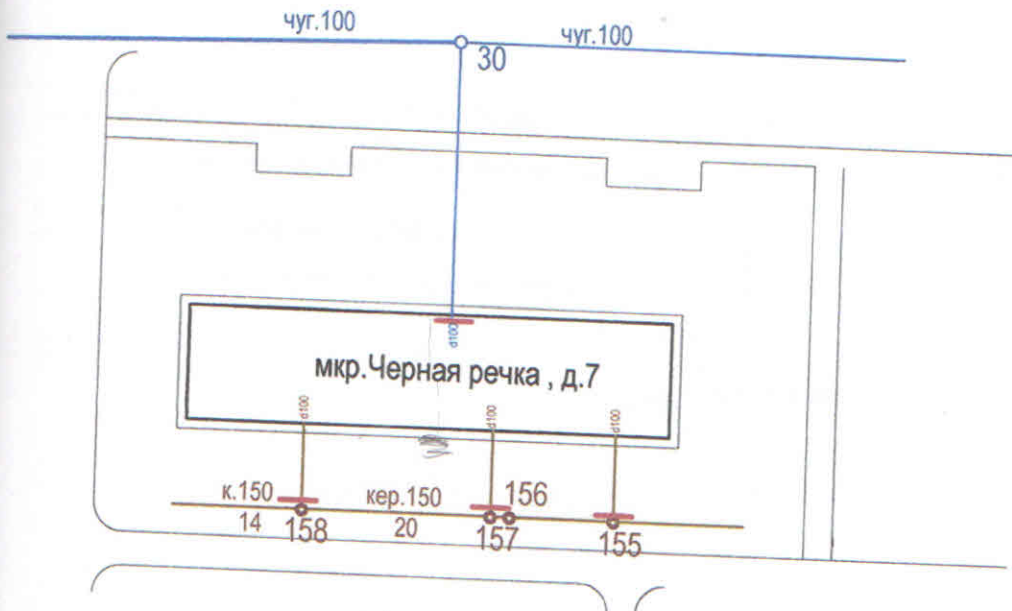 чуг.100
чуг.100
30
d100
мкр.Черная речка , д.7
d100
d100
d100
к.150
кер.150
156
14
158
20
157
155